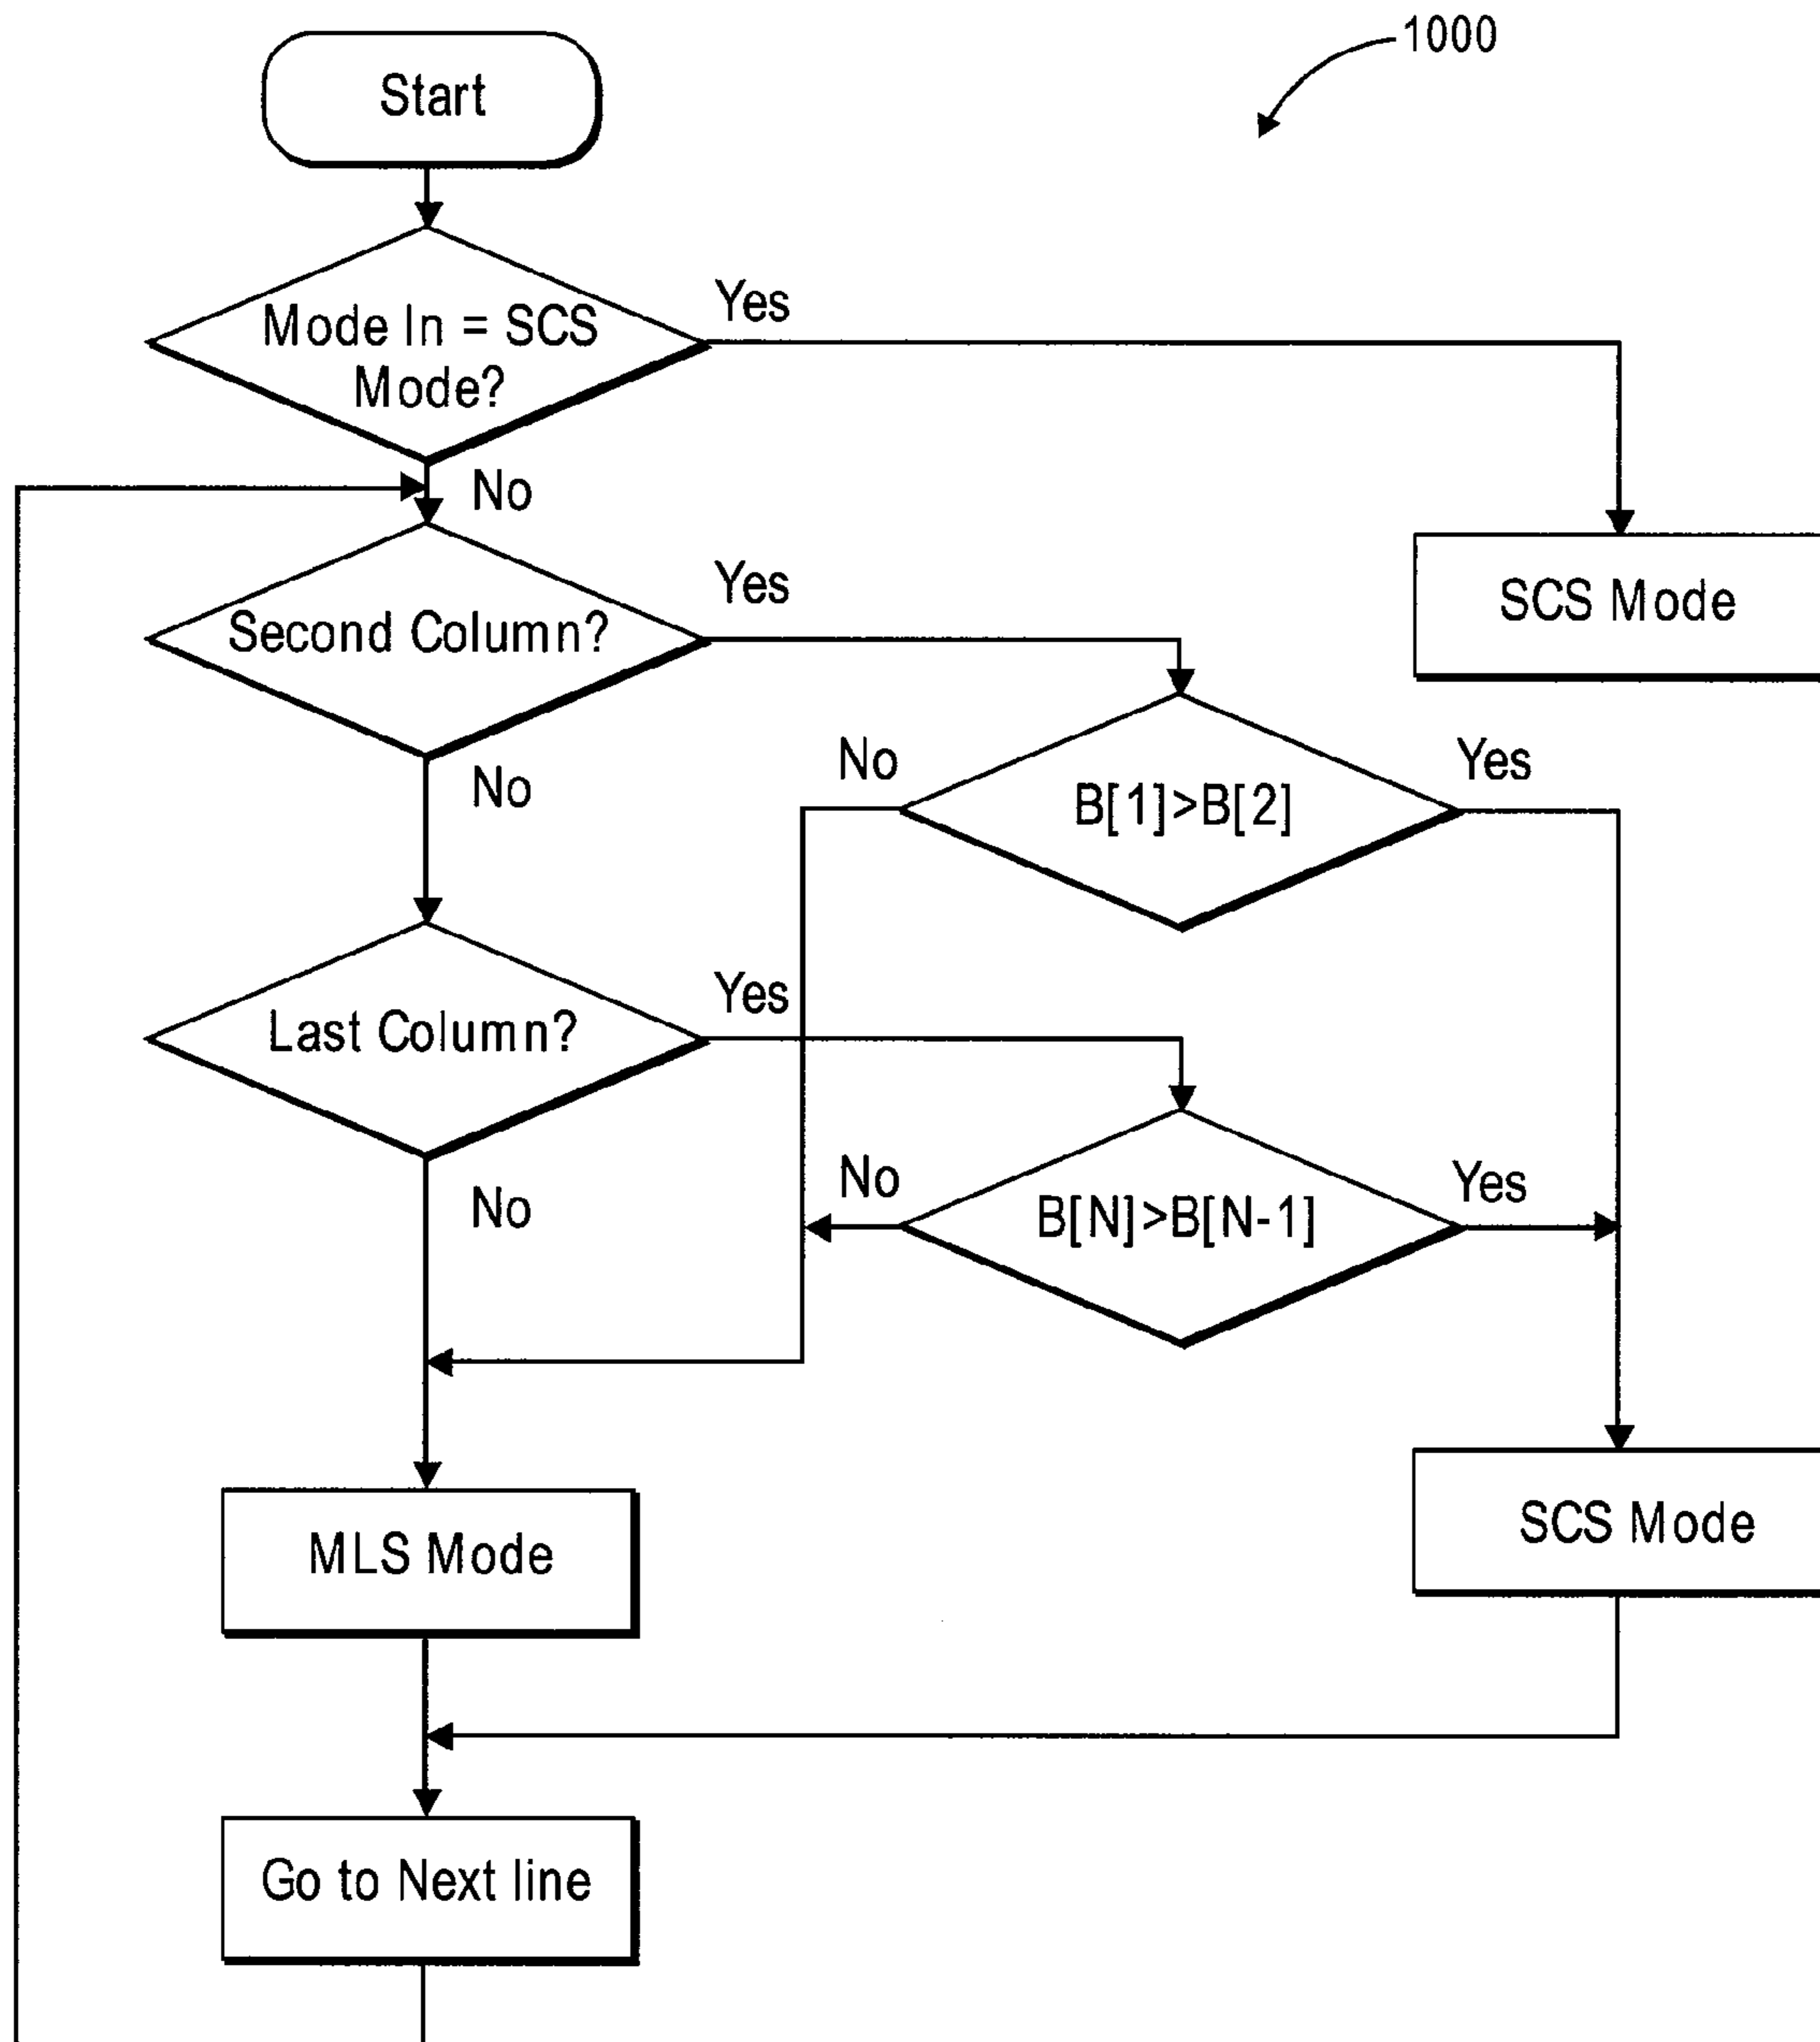 1000
Start
Mode In = SCS
Mode?
Yes
No
Second Column?
Yes
SCS Mode
No
No
B[1]>B[2]
Yes
Last Column?
Yes
No
No
B[N]>B[N-1]
Yes
MLS Mode
SCS Mode
Go to Next line